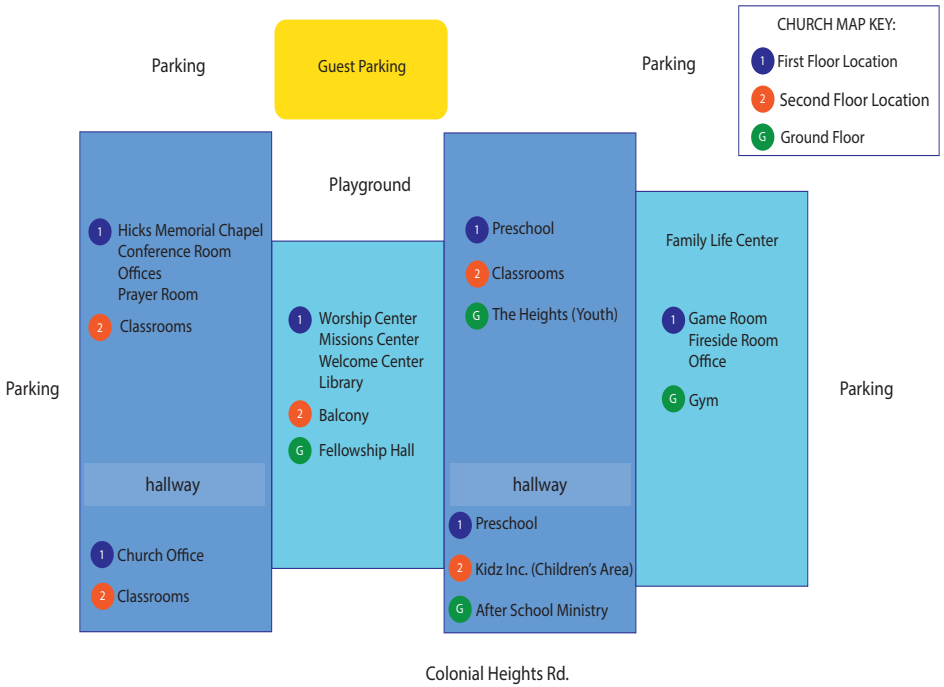 CHURCH MAP KEY:
1 First Floor Location
2 Second Floor Location
G Ground Floor
Parking
Guest Parking
Parking
Playground
1 Hicks Memorial Chapel
Conference Room
Offices
Prayer Room
2 Classrooms
hallway
1 Church Office
2 Classrooms
1 Worship Center
Missions Center
Welcome Center
Library
2 Balcony
G Fellowship Hall
1 Preschool
2 Classrooms
G The Heights (Youth)
hallway
1 Preschool
2 Kidz Inc. (Children's Area)
G After School Ministry
Family Life Center
1 Game Room
Fireside Room
Office
G Gym
Parking
Parking
Colonial Heights Rd.